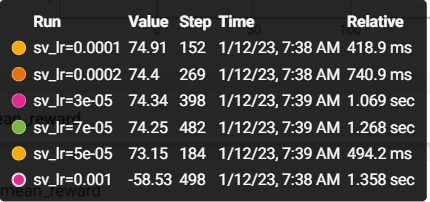 Run Value Step Time Relative
sv_lr=0.0001 74.91 152 1/12/23, 7:38 AM 418.9 ms
sv_lr=0.0002 74.4 269 1/12/23, 7:38 AM 740.9 ms
sv_lr=3e-05 74.34 398 1/12/23, 7:39 AM 1.069 sec
sv_lr=7e-05 74.25 482 1/12/23, 7:39 AM 1.268 sec
sv_lr=5e-05 73.15 184 1/12/23, 7:39 AM 494.2 ms
sv_lr=0.001 -58.53 498 1/12/23, 7:38 AM 1.358 sec
mean_reward